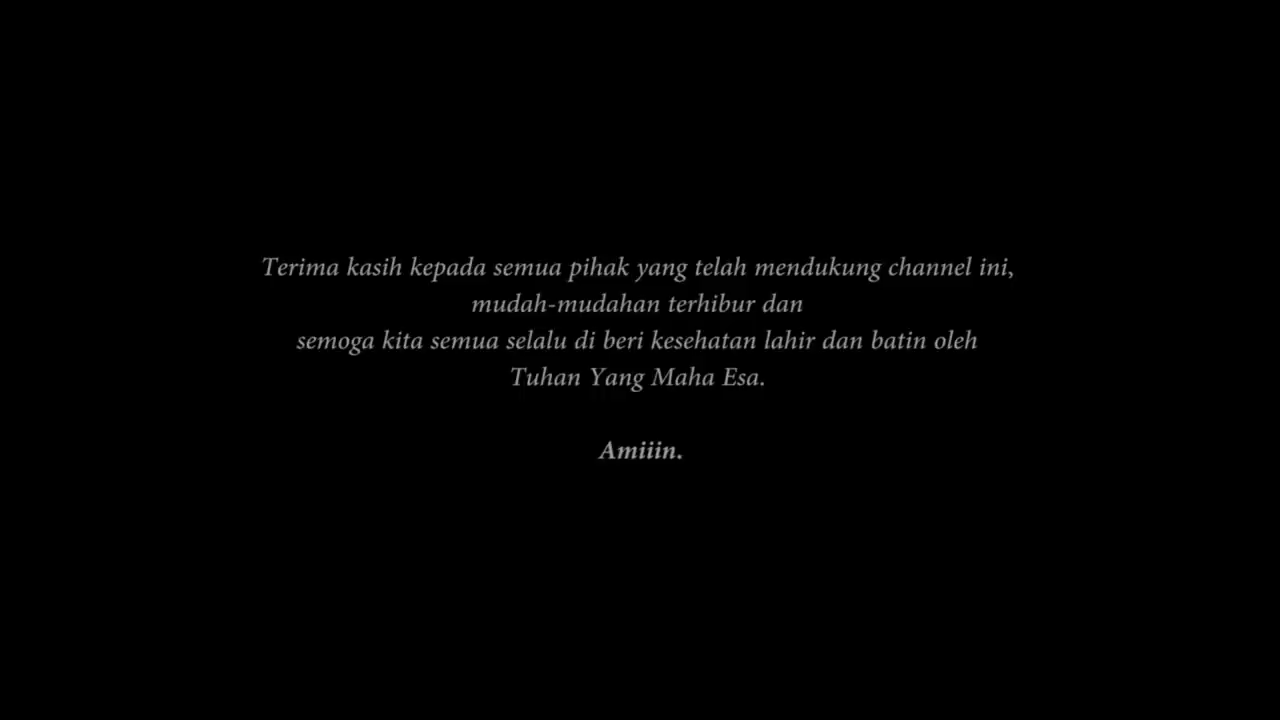 Terima kasih kepada semua pihak yang telah mendukung channel ini,
mudah-mudahan terhibur dan
semoga kita semua selalu di beri kesehatan lahir dan batin oleh
Tuhan Yang Maha Esa.
Amiiin.